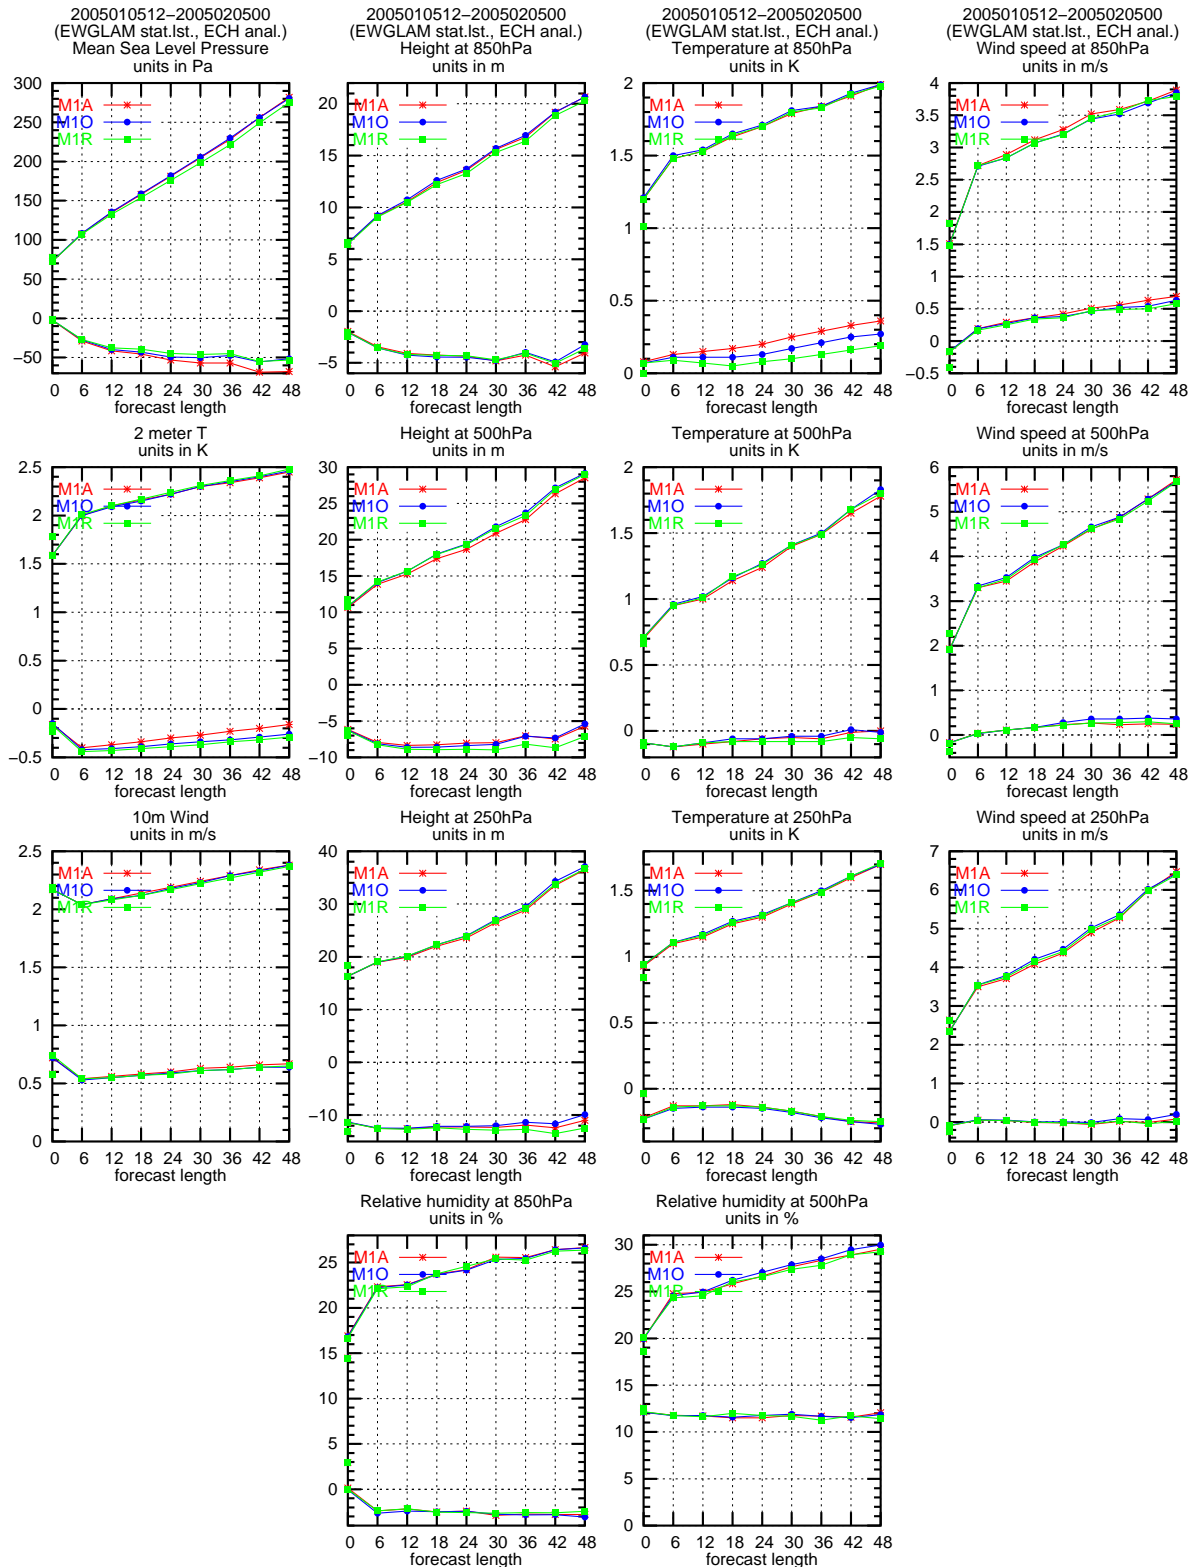 2005010512–2005020500
(EWGLAM stat.lst., ECH anal.)
Mean Sea Level Pressure
units in Pa
300
250
200
150
100
50
0
−50
M1A
M1O
M1R
0 6 12 18 24 30 36 42 48
forecast length
2005010512–2005020500
(EWGLAM stat.lst., ECH anal.)
Height at 850hPa
units in m
20
15
10
5
0
−5
M1A
M1O
M1R
0 6 12 18 24 30 36 42 48
forecast length
2005010512–2005020500
(EWGLAM stat.lst., ECH anal.)
Temperature at 850hPa
units in K
2
1.5
1
0.5
0
M1A
M1O
M1R
0 6 12 18 24 30 36 42 48
forecast length
2005010512–2005020500
(EWGLAM stat.lst., ECH anal.)
Wind speed at 850hPa
units in m/s
4
3.5
3
2.5
2
1.5
1
0.5
0
−0.5
M1A
M1O
M1R
0 6 12 18 24 30 36 42 48
forecast length
2 meter T
units in K
2.5
2
1.5
1
0.5
0
−0.5
M1A
M1O
M1R
0 6 12 18 24 30 36 42 48
forecast length
Height at 500hPa
units in m
30
25
20
15
10
5
0
−5
−10
M1A
M1O
M1R
0 6 12 18 24 30 36 42 48
forecast length
Temperature at 500hPa
units in K
2
1.5
1
0.5
0
M1A
M1O
M1R
0 6 12 18 24 30 36 42 48
forecast length
Wind speed at 500hPa
units in m/s
6
5
4
3
2
1
0
M1A
M1O
M1R
0 6 12 18 24 30 36 42 48
forecast length
10m Wind
units in m/s
2.5
2
1.5
1
0.5
0
M1A
M1O
M1R
0 6 12 18 24 30 36 42 48
forecast length
Height at 250hPa
units in m
40
30
20
10
0
−10
M1A
M1O
M1R
0 6 12 18 24 30 36 42 48
forecast length
Temperature at 250hPa
units in K
1.5
1
0.5
0
M1A
M1O
M1R
0 6 12 18 24 30 36 42 48
forecast length
Wind speed at 250hPa
units in m/s
7
6
5
4
3
2
1
0
M1A
M1O
M1R
0 6 12 18 24 30 36 42 48
forecast length
Relative humidity at 850hPa
units in %
25
20
15
10
5
0
M1A
M1O
M1R
0 6 12 18 24 30 36 42 48
forecast length
Relative humidity at 500hPa
units in %
30
25
20
15
10
5
0
M1A
M1O
M1R
0 6 12 18 24 30 36 42 48
forecast length